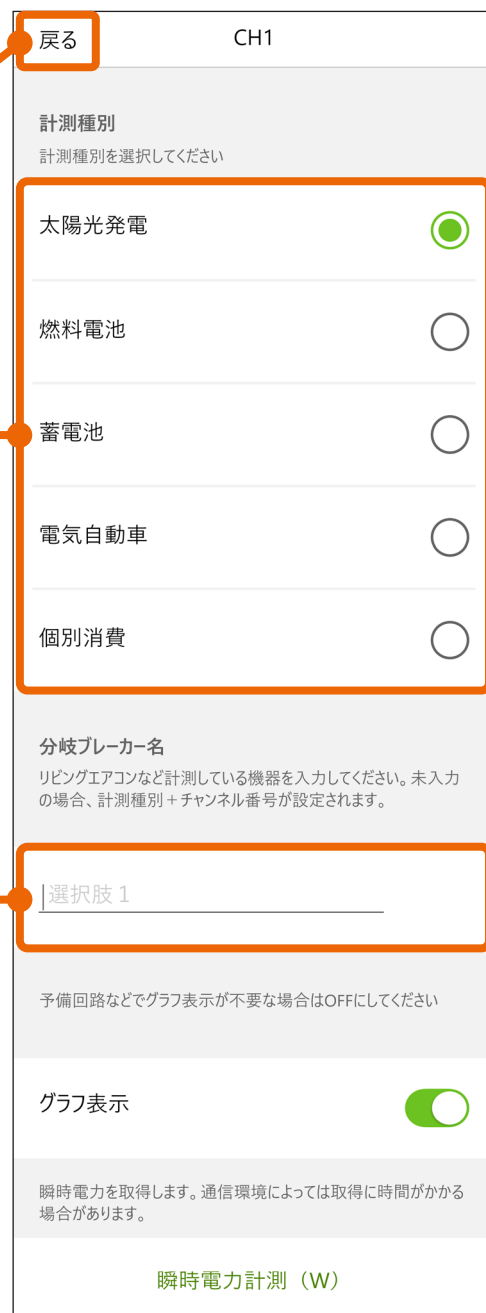 戻る
CH1
計測種別
計測種別を選択してください
太陽光発電
燃料電池
蓄電池
電気自動車
個別消費
分岐ブレーカー名
リビングエアコンなど計測している機器を入力してください。未入力
の場合、計測種別＋チャンネル番号が設定されます。
選択肢１
予備回路などでグラフ表示が不要な場合はOFFにしてください
グラフ表示
瞬時電力を取得します。通信環境によっては取得に時間がかかる
場合があります。
瞬時電力計測（W）